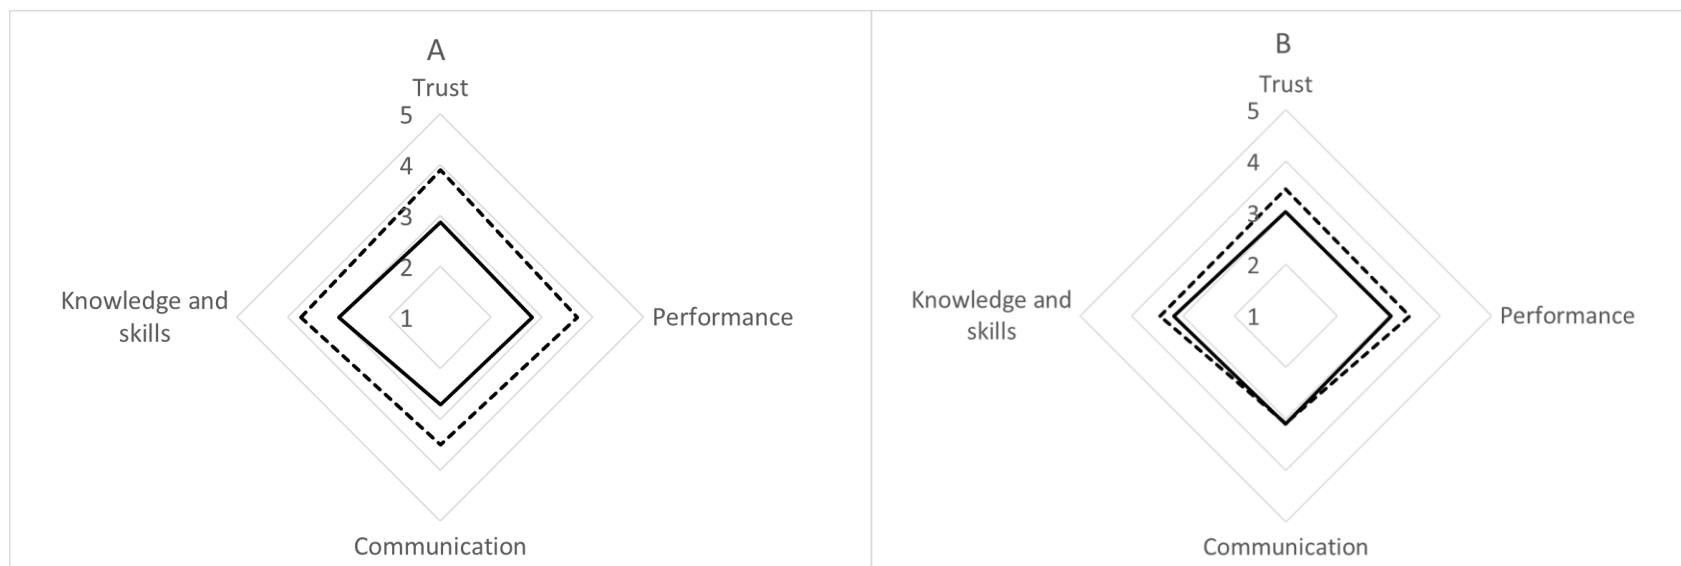 A
Trust
5
4
3
2
1
Knowledge and
skills
Performance
Communication
B
Trust
5
4
3
2
1
Knowledge and
skills
Performance
Communication